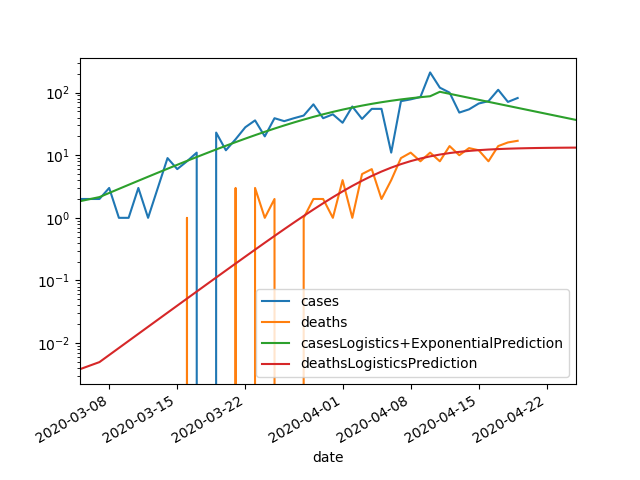 10²
10¹
10⁰
10⁻¹
10⁻²
cases
deaths
casesLogistics+ExponentialPrediction
deathsLogisticsPrediction
2020-03-08
2020-03-15
2020-03-22
2020-04-01
2020-04-08
2020-04-15
2020-04-22
date